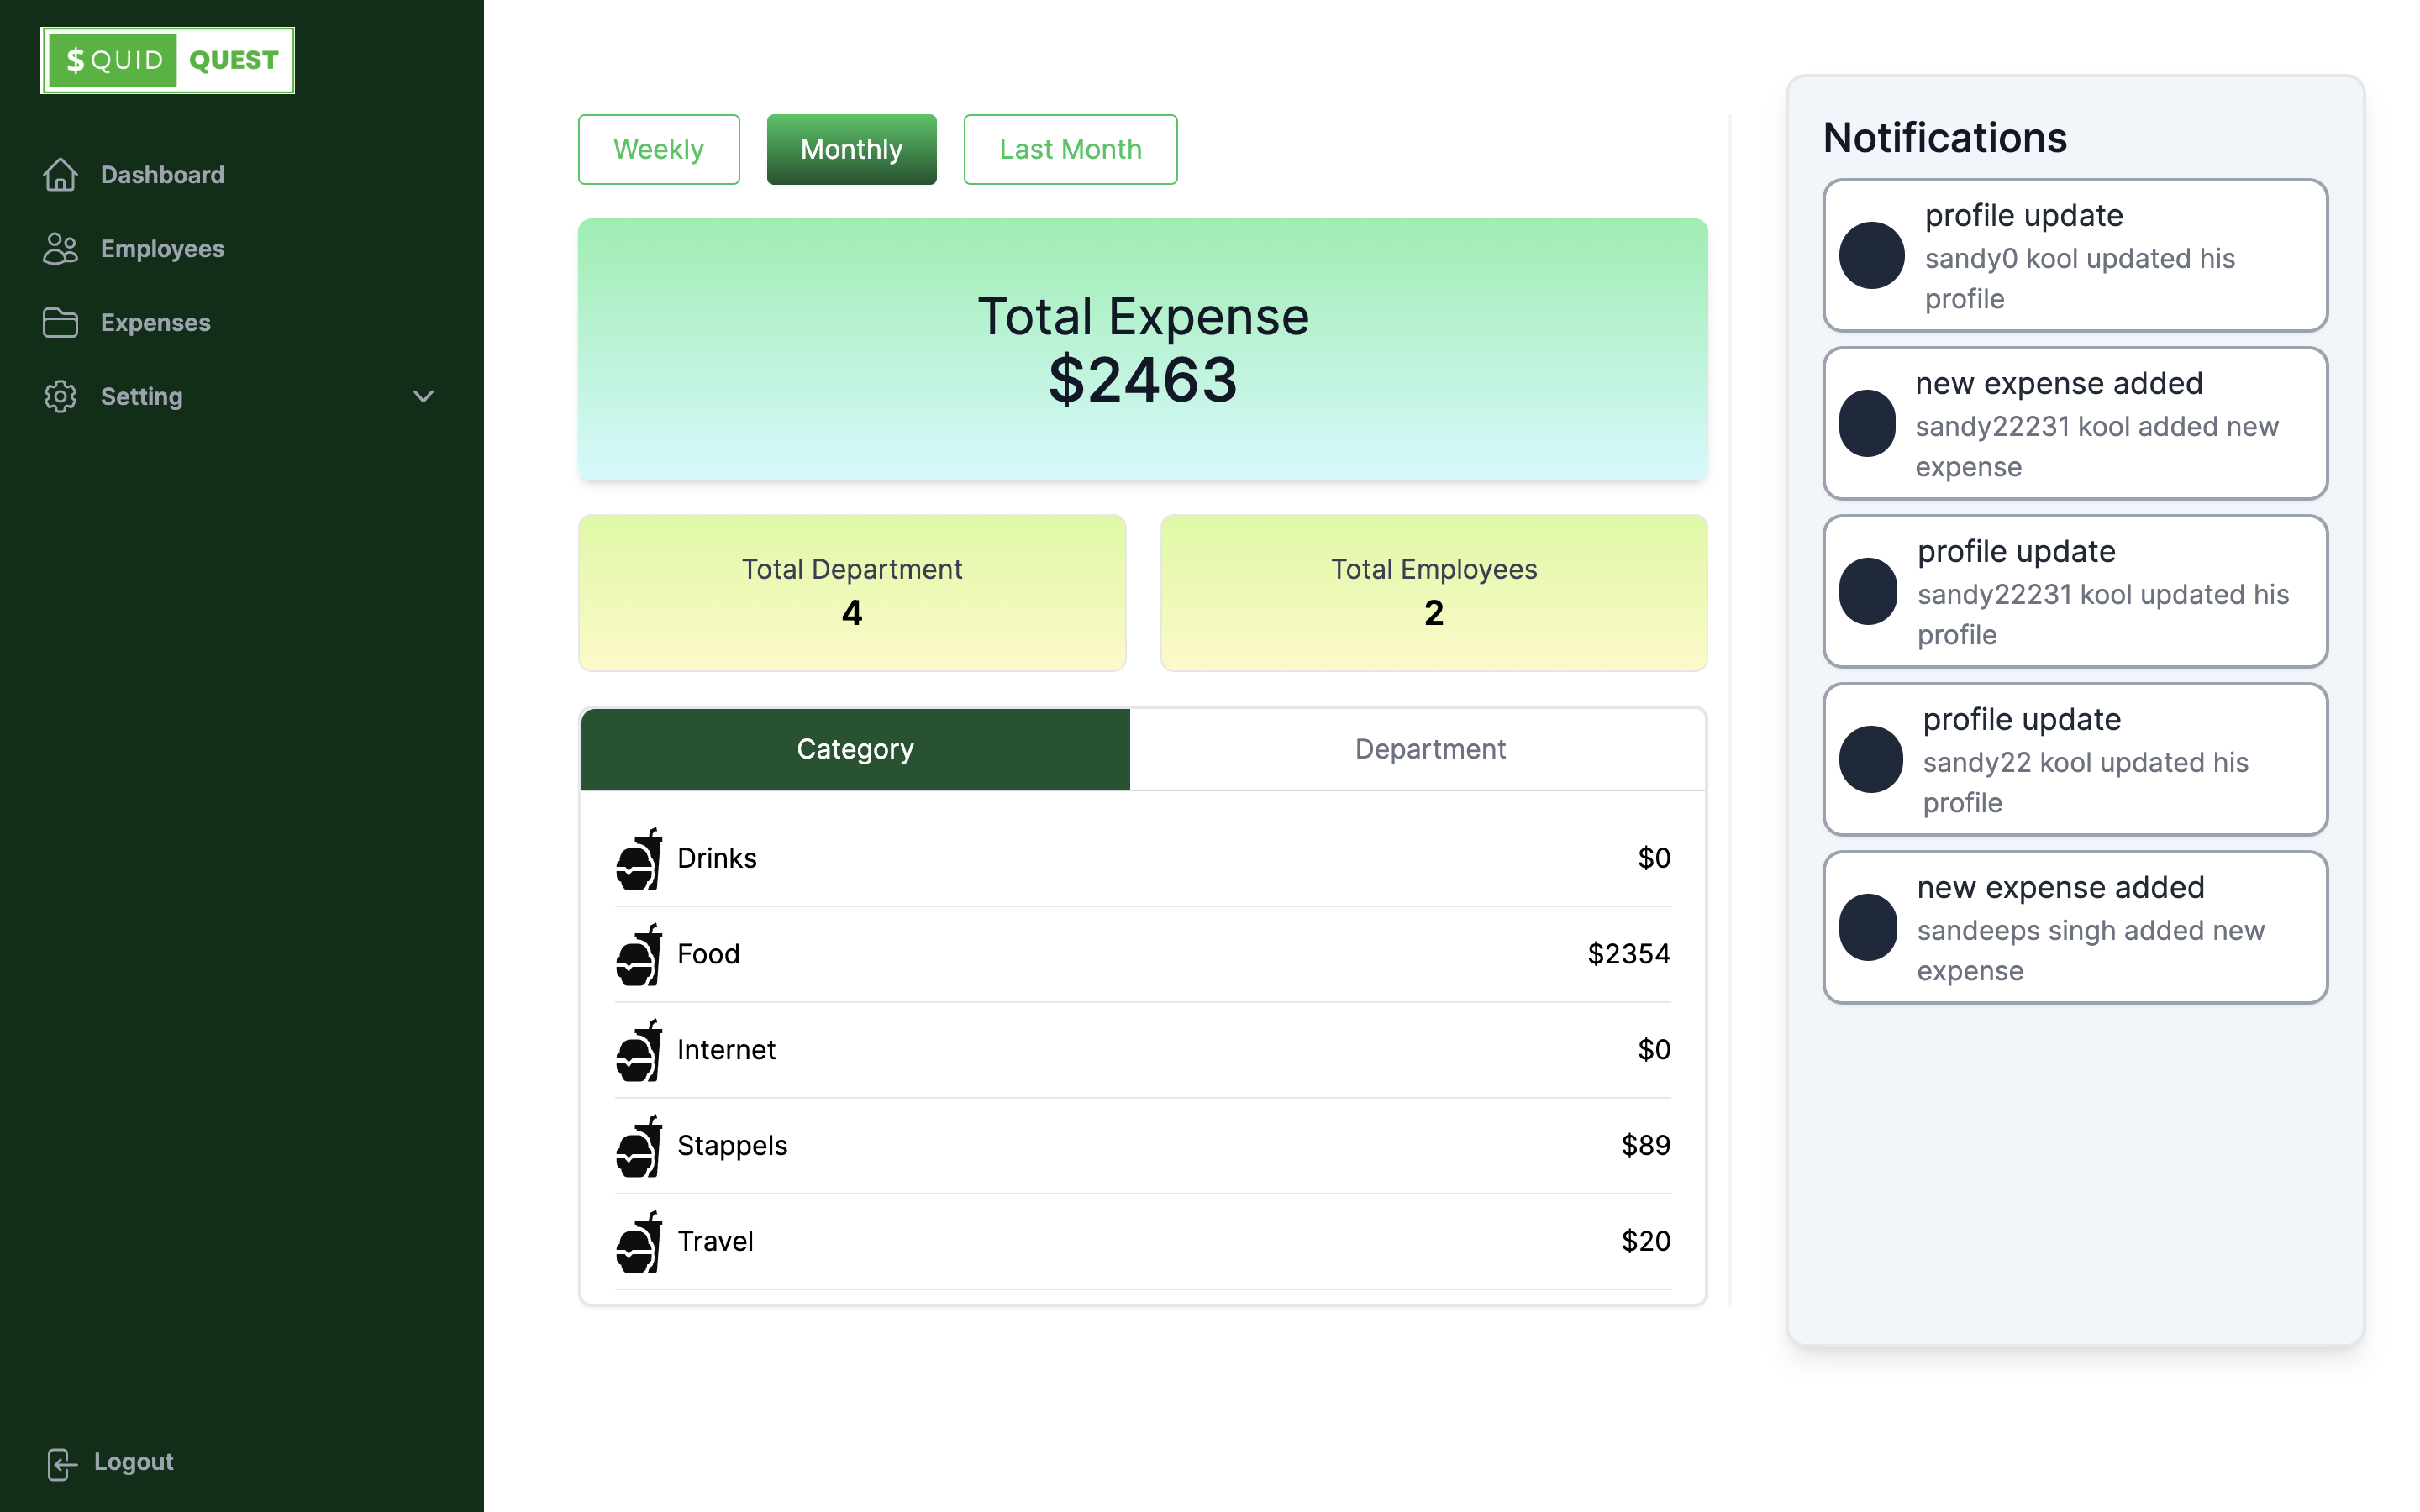 $QUID QUEST
Dashboard
Employees
Expenses
Setting
Logout
Weekly
Monthly
Last Month
Total Expense
$2463
Total Department
4
Total Employees
2
Category
Department
Drinks $0
Food $2354
Internet $0
Stappels $89
Travel $20
Notifications
profile update
sandy0 kool updated his
profile
new expense added
sandy22231 kool added new
expense
profile update
sandy22231 kool updated his
profile
profile update
sandy22 kool updated his
profile
new expense added
sandeeps singh added new
expense